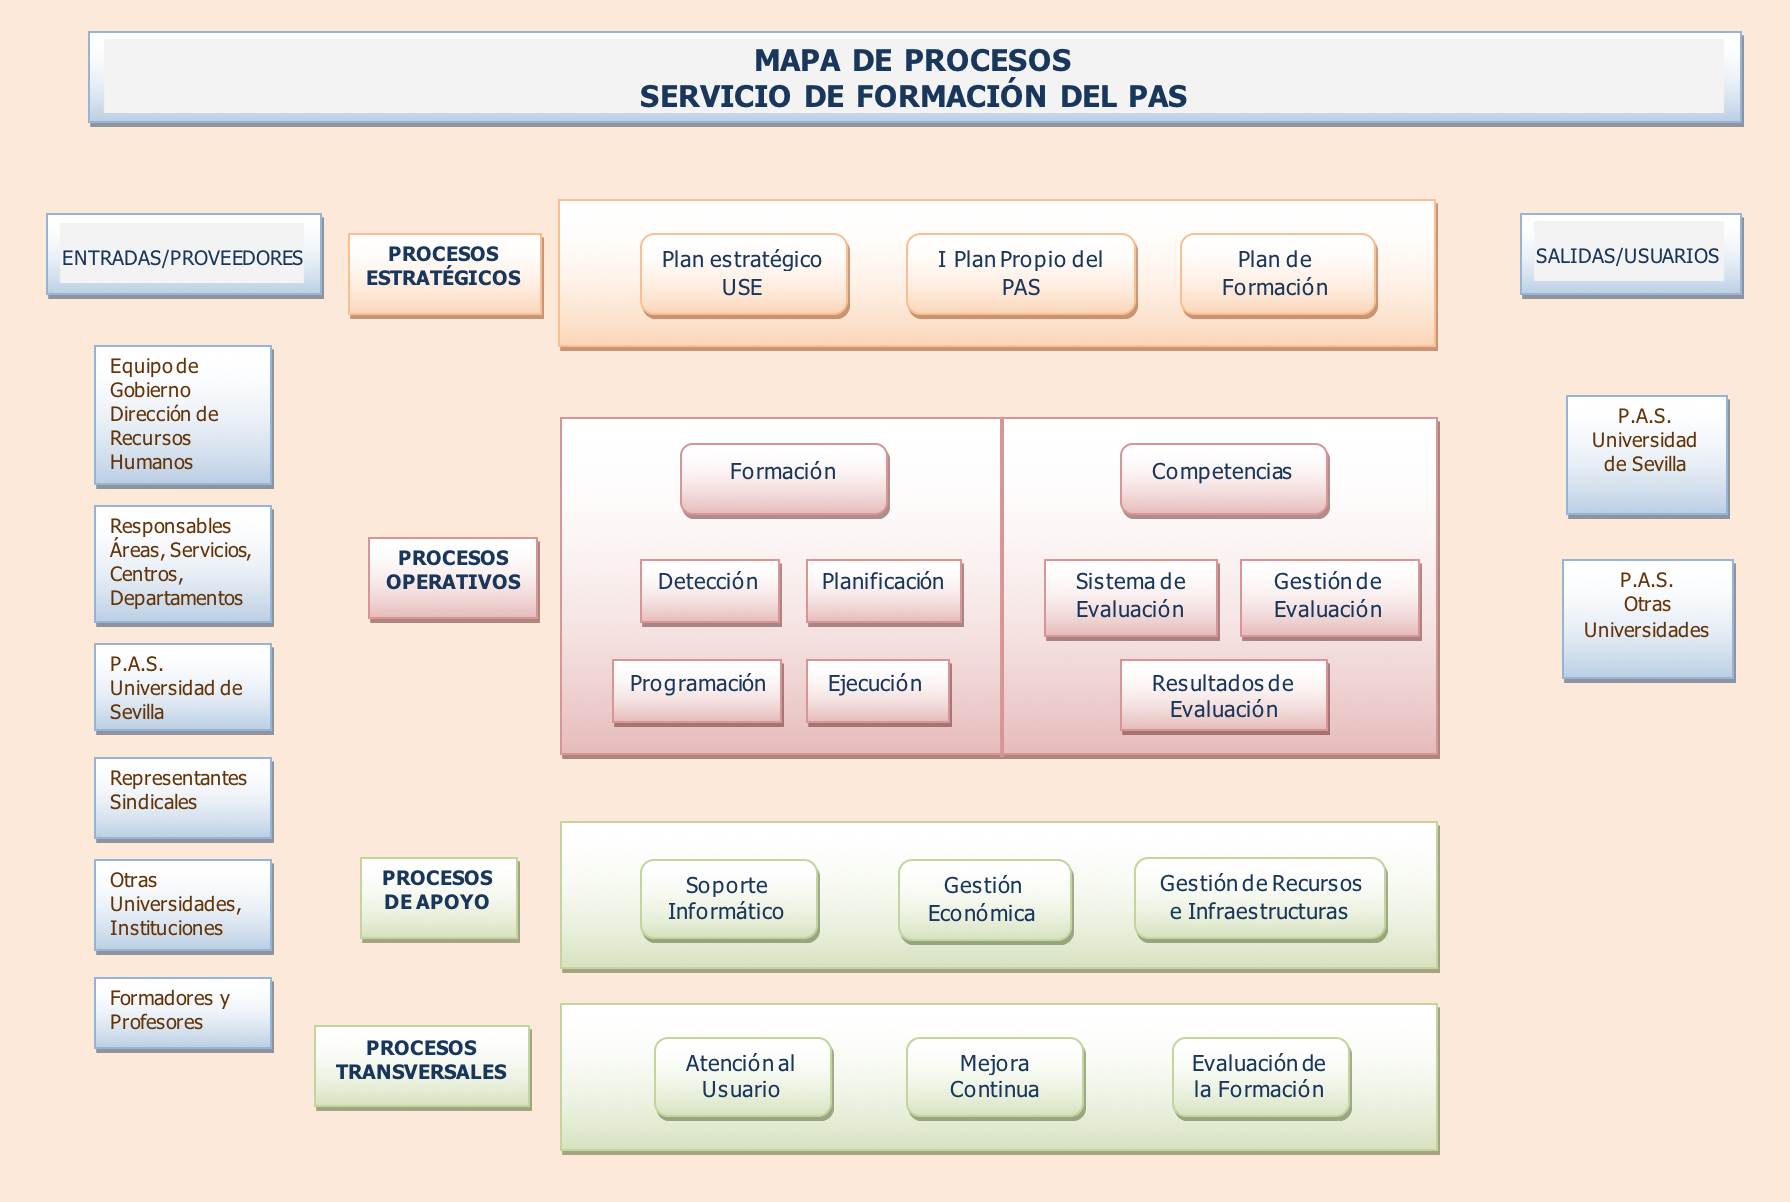 MAPA DE PROCESOS
SERVICIO DE FORMACIÓN DEL PAS
ENTRADAS/PROVEEDORES
Equipo de
Gobierno
Dirección de
Recursos
Humanos
Responsables
Áreas, Servicios,
Centros,
Departamentos
P.A.S.
Universidad de
Sevilla
Representantes
Sindicales
Otras
Universidades,
Instituciones
Formadores y
Profesores
PROCESOS
ESTRATÉGICOS
Plan estratégico
USE
I Plan Propio del
PAS
Plan de
Formación
PROCESOS
OPERATIVOS
Formación
Detección
Planificación
Programación
Ejecución
Competencias
Sistema de
Evaluación
Gestión de
Evaluación
Resultados de
Evaluación
PROCESOS
DE APOYO
Soporte
Informático
Gestión
Económica
Gestión de Recursos
e Infraestructuras
PROCESOS
TRANSVERSALES
Atención al
Usuario
Mejora
Continua
Evaluación de
la Formación
SALIDAS/USUARIOS
P.A.S.
Universidad
de Sevilla
P.A.S.
Otras
Universidades